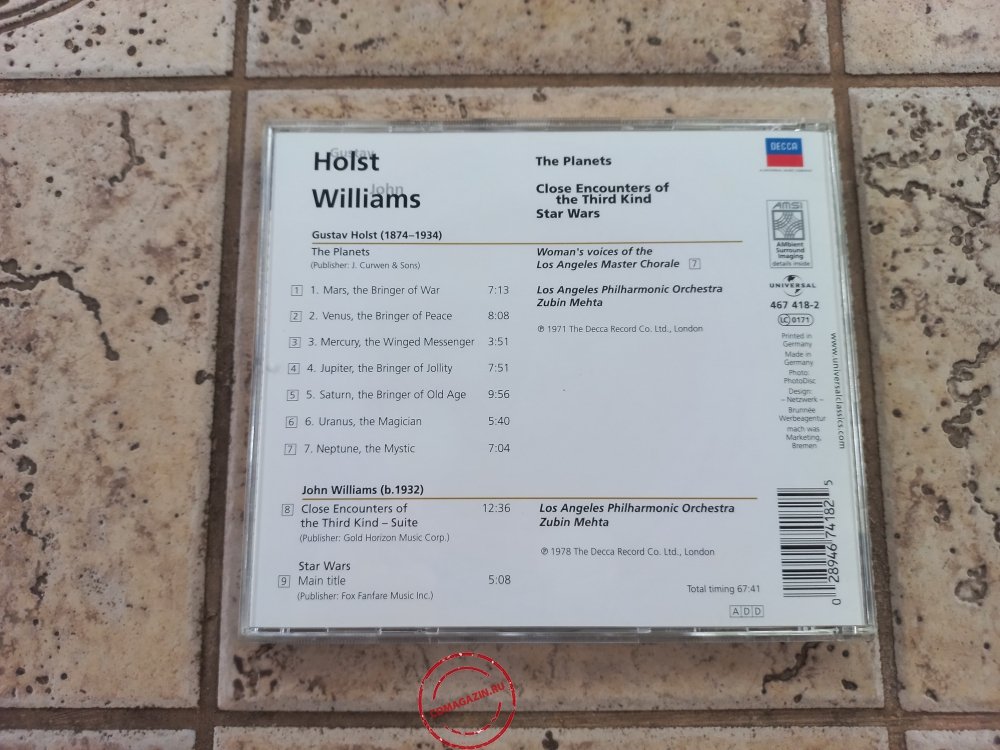 Gustav
Holst
John
Williams
The Planets
Close Encounters of
the Third Kind
Star Wars
DECCA
Gustav Holst (1874–1934)
The Planets
(Publisher: J. Curwen & Sons)
Woman's voices of the
Los Angeles Master Chorale 7
1 1. Mars, the Bringer of War 7:13
2 2. Venus, the Bringer of Peace 8:08
3 3. Mercury, the Winged Messenger 3:51
4 4. Jupiter, the Bringer of Jollity 7:51
5 5. Saturn, the Bringer of Old Age 9:56
6 6. Uranus, the Magician 5:40
7 7. Neptune, the Mystic 7:04
Los Angeles Philharmonic Orchestra
Zubin Mehta
℗ 1971 The Decca Record Co. Ltd., London
John Williams (b.1932)
8 Close Encounters of 12:36
the Third Kind – Suite
(Publisher: Gold Horizon Music Corp.)
Star Wars
9 Main title 5:08
(Publisher: Fox Fanfare Music Inc.)
Los Angeles Philharmonic Orchestra
Zubin Mehta
℗ 1978 The Decca Record Co. Ltd., London
Total timing 67:41
A D D
AMSI
AMbient
Surround
Imaging
details inside
UNIVERSAL
467 418-2
LC 0171
Printed in
Germany
Made in
Germany
Photo:
PhotoDisc
Design:
– Netzwerk –
Brunnée
Werbeagentur
mach was
Marketing,
Bremen
www.universalclassics.com
0 28946 74182 5
CDMAGAZIN.RU